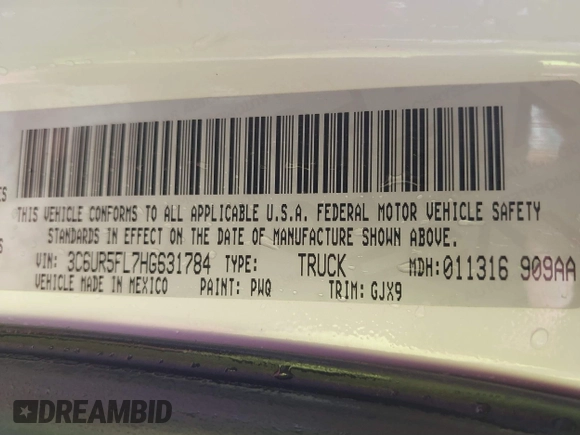 ES
THIS VEHICLE CONFORMS TO ALL APPLICABLE U.S.A. FEDERAL MOTOR VEHICLE SAFETY
S STANDARDS IN EFFECT ON THE DATE OF MANUFACTURE SHOWN ABOVE.
VIN: 3C6UR5FL7HG631784 TYPE: TRUCK MDH: 011316 909AA
VEHICLE MADE IN MEXICO PAINT: PWQ TRIM: GJX9
DREAMBID